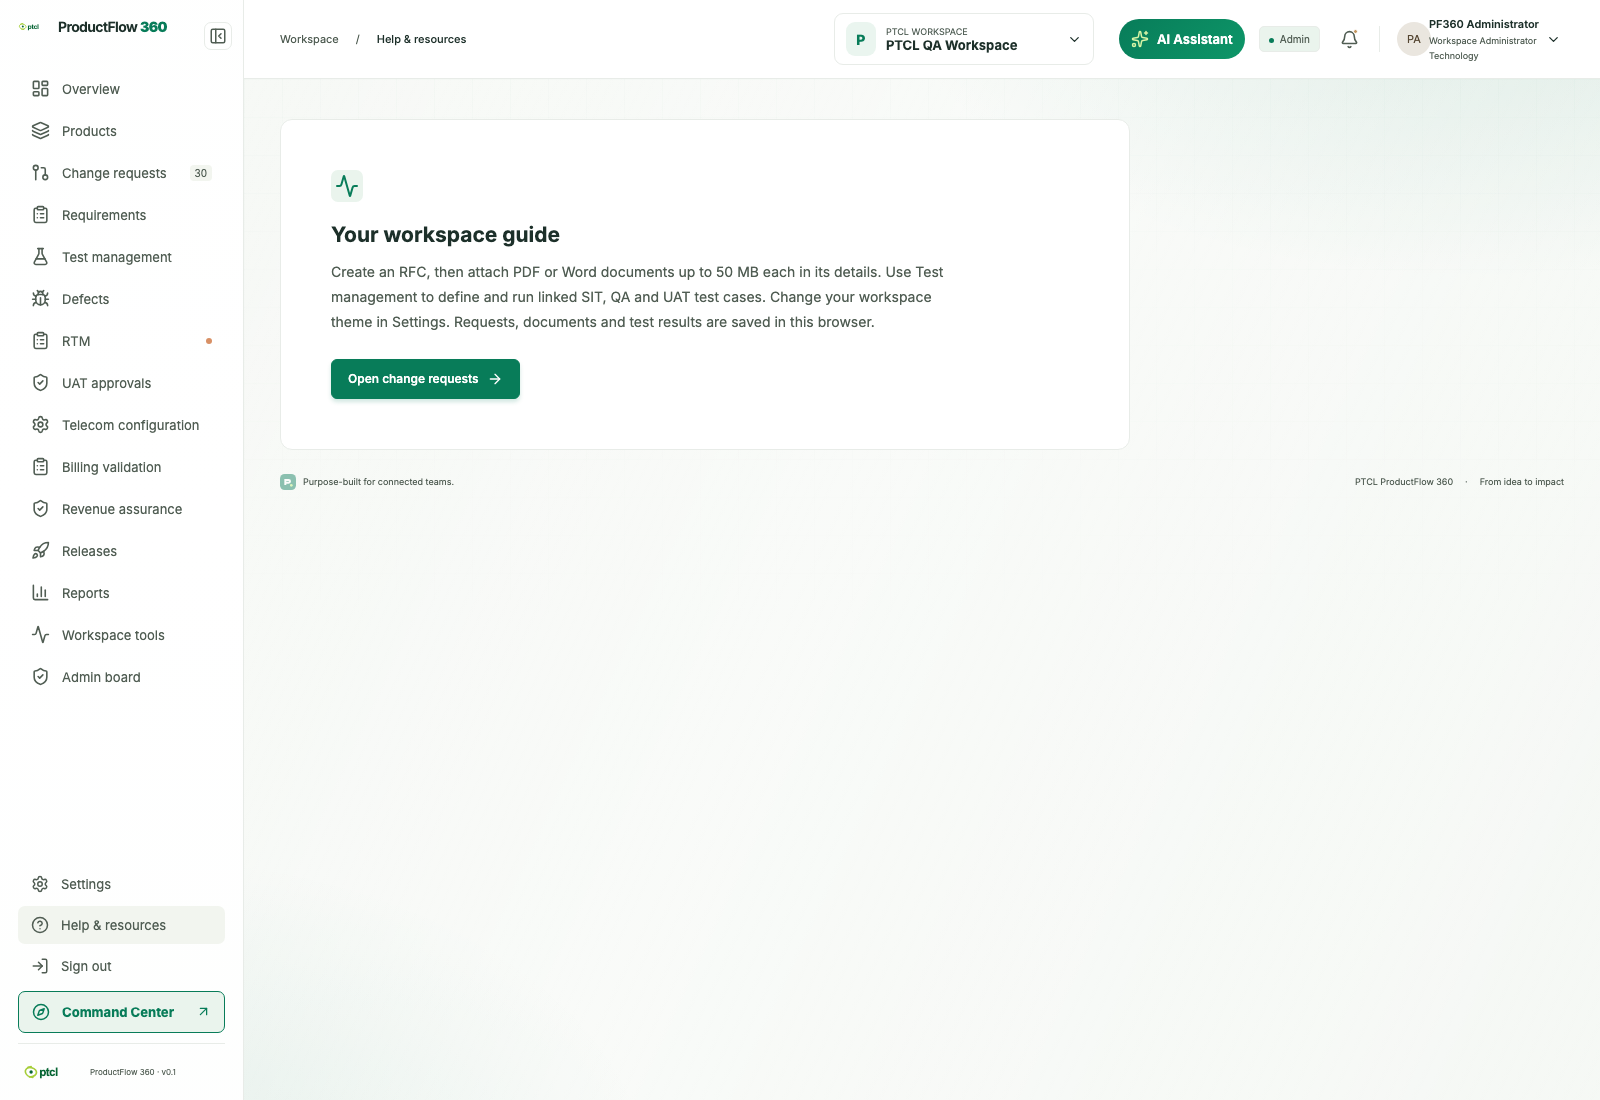 ptcl ProductFlow 360
Overview
Products
Change requests 30
Requirements
Test management
Defects
RTM
UAT approvals
Telecom configuration
Billing validation
Revenue assurance
Releases
Reports
Workspace tools
Admin board
Settings
Help & resources
Sign out
Command Center
ptcl ProductFlow 360 · v0.1
Workspace / Help & resources
P
PTCL WORKSPACE
PTCL QA Workspace
AI Assistant
Admin
PA
PF360 Administrator
Workspace Administrator
Technology
Your workspace guide
Create an RFC, then attach PDF or Word documents up to 50 MB each in its details. Use Test
management to define and run linked SIT, QA and UAT test cases. Change your workspace
theme in Settings. Requests, documents and test results are saved in this browser.
Open change requests
P. Purpose-built for connected teams.
PTCL ProductFlow 360 · From idea to impact